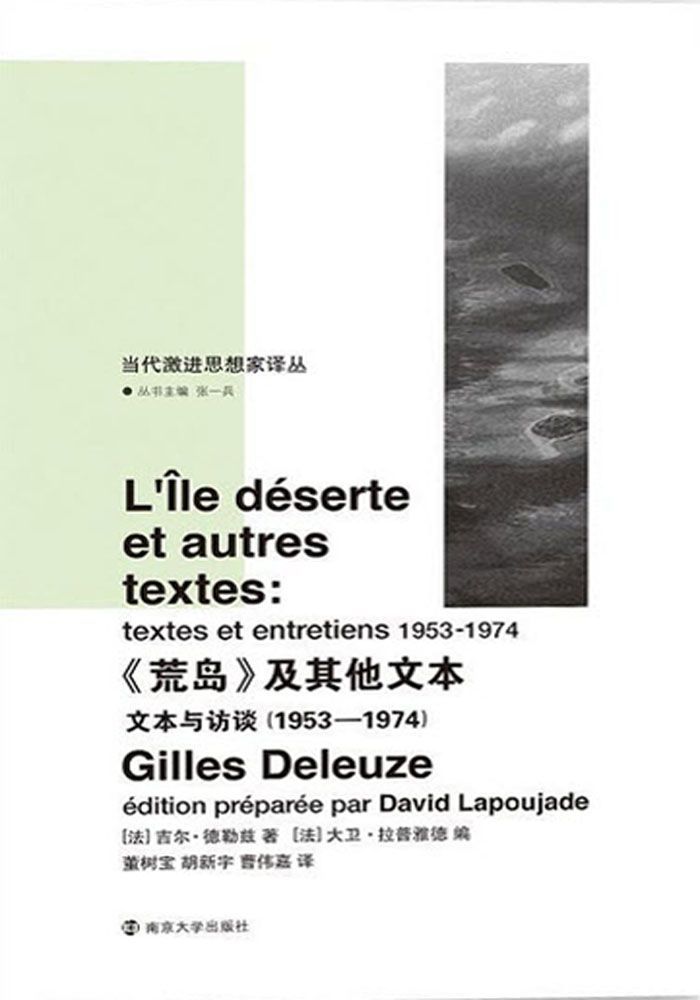 当代激进思想家译丛
● 丛书主编 张一兵
L'Île déserte
et autres
textes:
textes et entretiens 1953-1974
《荒岛》及其他文本
文本与访谈(1953—1974)
Gilles Deleuze
édition préparée par David Lapoujade
[法]吉尔·德勒兹 著 [法]大卫·拉普雅德 编
董树宝 胡新宇 曹伟嘉 译
南京大学出版社